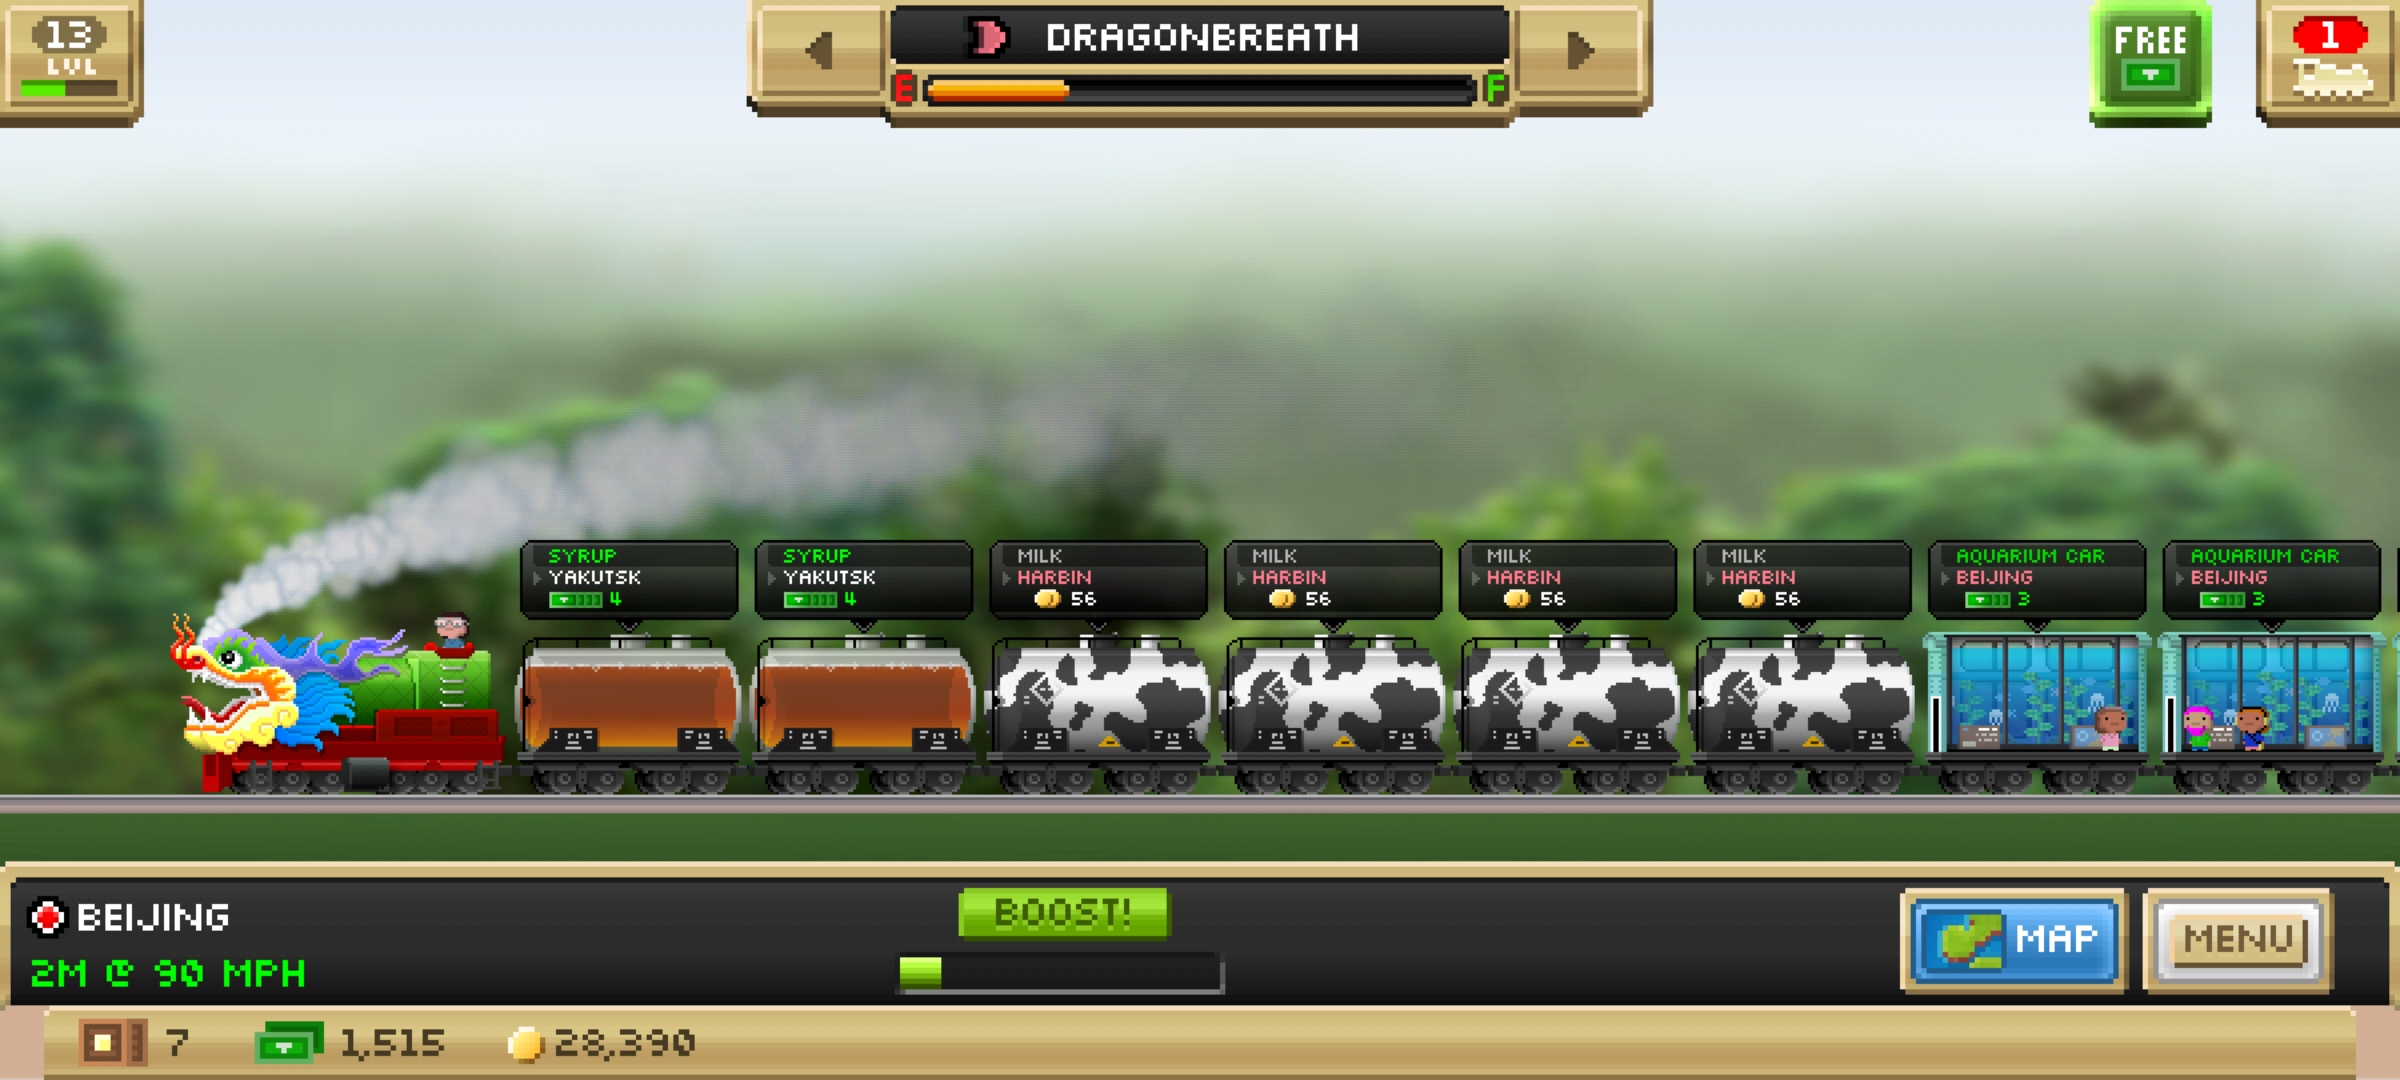 13
LVL
DRAGONBREATH
E
F
FREE
1
SYRUP
YAKUTSK
4
SYRUP
YAKUTSK
4
MILK
HARBIN
56
MILK
HARBIN
56
MILK
HARBIN
56
MILK
HARBIN
56
AQUARIUM CAR
BEIJING
3
AQUARIUM CAR
BEIJING
3
BEIJING
2M @ 90 MPH
BOOST!
MAP
MENU
7
1,515
28,390